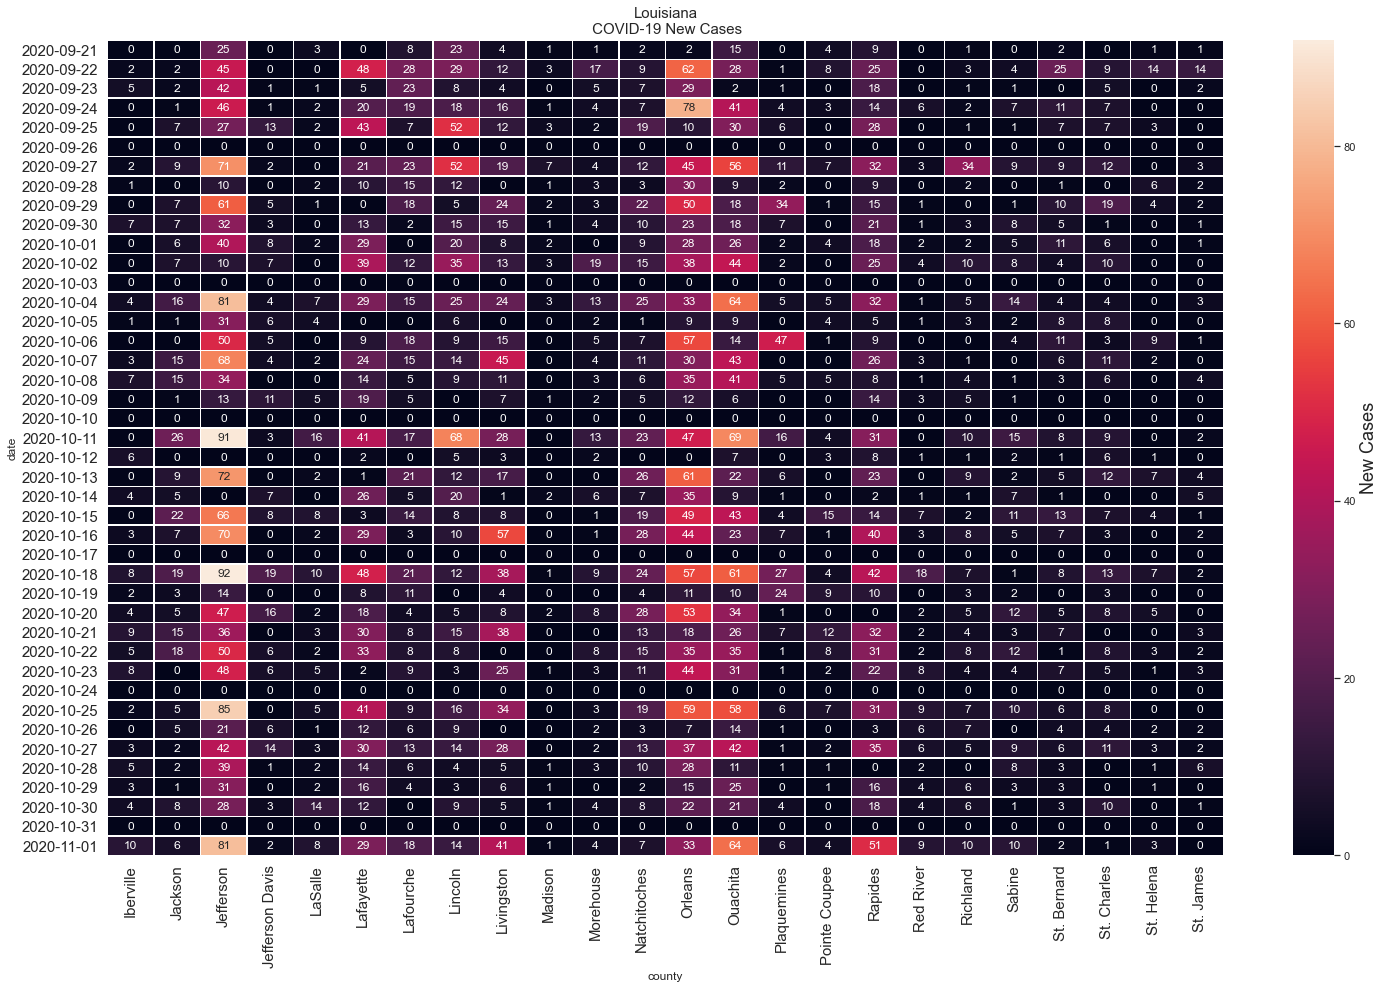 Louisiana
COVID-19 New Cases
2020-09-21 0 0 25 0 3 0 8 23 4 1 1 2 2 15 0 4 9 0 1 0 2 0 1 1
2020-09-22 2 2 45 0 0 48 28 29 12 3 17 9 62 28 1 8 25 0 3 4 25 9 14 14
2020-09-23 5 2 42 1 1 5 23 8 4 0 5 7 29 2 1 0 18 0 1 1 0 5 0 2
2020-09-24 0 1 46 1 2 20 19 18 16 1 4 7 78 41 4 3 14 6 2 7 11 7 0 0
2020-09-25 0 7 27 13 2 43 7 52 12 3 2 19 10 30 6 0 28 0 1 1 7 7 3 0
2020-09-26 0 0 0 0 0 0 0 0 0 0 0 0 0 0 0 0 0 0 0 0 0 0 0 0
2020-09-27 2 9 71 2 0 21 23 52 19 7 4 12 45 56 11 7 32 3 34 9 9 12 0 3
2020-09-28 1 0 10 0 2 10 15 12 0 1 3 3 30 9 2 0 9 0 2 0 1 0 6 2
2020-09-29 0 7 61 5 1 0 18 5 24 2 3 22 50 18 34 1 15 1 0 1 10 19 4 2
2020-09-30 7 7 32 3 0 13 2 15 15 1 4 10 23 18 7 0 21 1 3 8 5 1 0 1
2020-10-01 0 6 40 8 2 29 0 20 8 2 0 9 28 26 2 4 18 2 2 5 11 6 0 1
2020-10-02 0 7 10 7 0 39 12 35 13 3 19 15 38 44 2 0 25 4 10 8 4 10 0 0
2020-10-03 0 0 0 0 0 0 0 0 0 0 0 0 0 0 0 0 0 0 0 0 0 0 0 0
2020-10-04 4 16 81 4 7 29 15 25 24 3 13 25 33 64 5 5 32 1 5 14 4 4 0 3
2020-10-05 1 1 31 6 4 0 0 6 0 0 2 1 9 9 0 4 5 1 3 2 8 8 0 0
2020-10-06 0 0 50 5 0 9 18 9 15 0 5 7 57 14 47 1 9 0 0 4 11 3 9 1
2020-10-07 3 15 68 4 2 24 15 14 45 0 4 11 30 43 0 0 26 3 1 0 6 11 2 0
2020-10-08 7 15 34 0 0 14 5 9 11 0 3 6 35 41 5 5 8 1 4 1 3 6 0 4
2020-10-09 0 1 13 11 5 19 5 0 7 1 2 5 12 6 0 0 14 3 5 1 0 0 0 0
2020-10-10 0 0 0 0 0 0 0 0 0 0 0 0 0 0 0 0 0 0 0 0 0 0 0 0
2020-10-11 0 26 91 3 16 41 17 68 28 0 13 23 47 69 16 4 31 0 10 15 8 9 0 2
2020-10-12 6 0 0 0 0 2 0 5 3 0 2 0 0 7 0 3 8 1 1 2 1 6 1 0
2020-10-13 0 9 72 0 2 1 21 12 17 0 0 26 61 22 6 0 23 0 9 2 5 12 7 4
2020-10-14 4 5 0 7 0 26 5 20 1 2 6 7 35 9 1 0 2 1 1 7 1 0 0 5
2020-10-15 0 22 66 8 8 3 14 8 8 0 1 19 49 43 4 15 14 7 2 11 13 7 4 1
2020-10-16 3 7 70 0 2 29 3 10 57 0 1 28 44 23 7 1 40 3 8 5 7 3 0 2
2020-10-17 0 0 0 0 0 0 0 0 0 0 0 0 0 0 0 0 0 0 0 0 0 0 0 0
2020-10-18 8 19 92 19 10 48 21 12 38 1 9 24 57 61 27 4 42 18 7 1 8 13 7 2
2020-10-19 2 3 14 0 0 8 11 0 4 0 0 4 11 10 24 9 10 0 3 2 0 3 0 0
2020-10-20 4 5 47 16 2 18 4 5 8 2 8 28 53 34 1 0 0 2 5 12 5 8 5 0
2020-10-21 9 15 36 0 3 30 8 15 38 0 0 13 18 26 7 12 32 2 4 3 7 0 0 3
2020-10-22 5 18 50 6 2 33 8 8 0 0 8 15 35 35 1 8 31 2 8 12 1 8 3 2
2020-10-23 8 0 48 6 5 2 9 3 25 1 3 11 44 31 1 2 22 8 4 4 7 5 1 3
2020-10-24 0 0 0 0 0 0 0 0 0 0 0 0 0 0 0 0 0 0 0 0 0 0 0 0
2020-10-25 2 5 85 0 5 41 9 16 34 0 3 19 59 58 6 7 31 9 7 10 6 8 0 0
2020-10-26 0 5 21 6 1 12 6 9 0 0 2 3 7 14 1 0 3 6 7 0 4 4 2 2
2020-10-27 3 2 42 14 3 30 13 14 28 0 2 13 37 42 1 2 35 6 5 9 6 11 3 2
2020-10-28 5 2 39 1 2 14 6 4 5 1 3 10 28 11 1 1 0 2 0 8 3 0 1 6
2020-10-29 3 1 31 0 2 16 4 3 6 1 0 2 15 25 0 1 16 4 6 3 3 0 1 0
2020-10-30 4 8 28 3 14 12 0 9 5 1 4 8 22 21 4 0 18 4 6 1 3 10 0 1
2020-10-31 0 0 0 0 0 0 0 0 0 0 0 0 0 0 0 0 0 0 0 0 0 0 0 0
2020-11-01 10 6 81 2 8 29 18 14 41 1 4 7 33 64 6 4 51 9 10 10 2 1 3 0
date
Iberville
Jackson
Jefferson
Jefferson Davis
LaSalle
Lafayette
Lafourche
Lincoln
Livingston
Madison
Morehouse
Natchitoches
Orleans
Ouachita
Plaquemines
Pointe Coupee
Rapides
Red River
Richland
Sabine
St. Bernard
St. Charles
St. Helena
St. James
county
80
60
40
20
0
New Cases